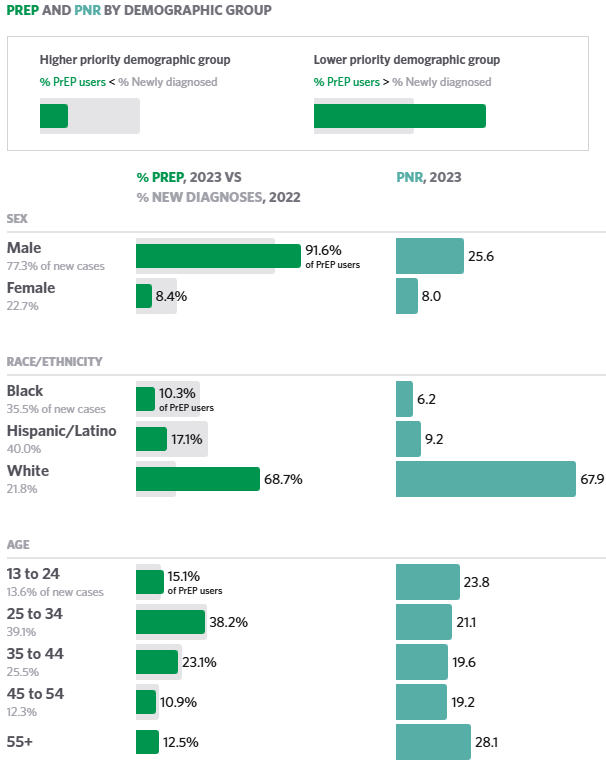 PREP AND PNR BY DEMOGRAPHIC GROUP
Higher priority demographic group
% PrEP users < % Newly diagnosed
Lower priority demographic group
% PrEP users > % Newly diagnosed
% PREP, 2023 VS
% NEW DIAGNOSES, 2022
PNR, 2023
SEX
Male
77.3% of new cases
91.6%
of PrEP users
25.6
Female
22.7%
8.4%
8.0
RACE/ETHNICITY
Black
35.5% of new cases
10.3%
of PrEP users
6.2
Hispanic/Latino
40.0%
17.1%
9.2
White
21.8%
68.7%
67.9
AGE
13 to 24
13.6% of new cases
15.1%
of PrEP users
23.8
25 to 34
39.1%
38.2%
21.1
35 to 44
25.5%
23.1%
19.6
45 to 54
12.3%
10.9%
19.2
55+
12.5%
28.1